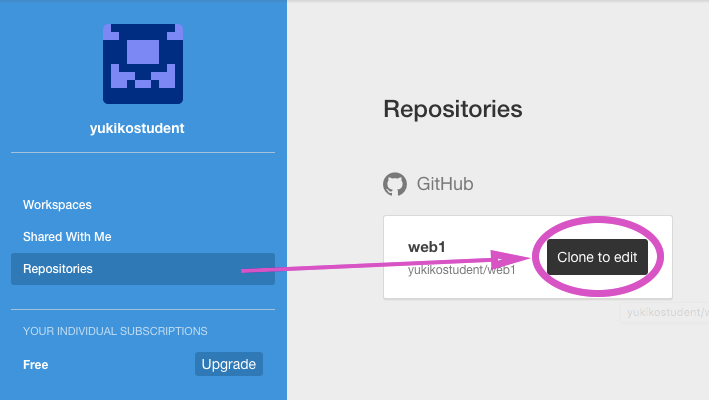 yukikostudent
Workspaces
Shared With Me
Repositories
YOUR INDIVIDUAL SUBSCRIPTIONS
Free
Upgrade
Repositories
GitHub
web1
yukikostudent/web1
Clone to edit
yukikostudent/w